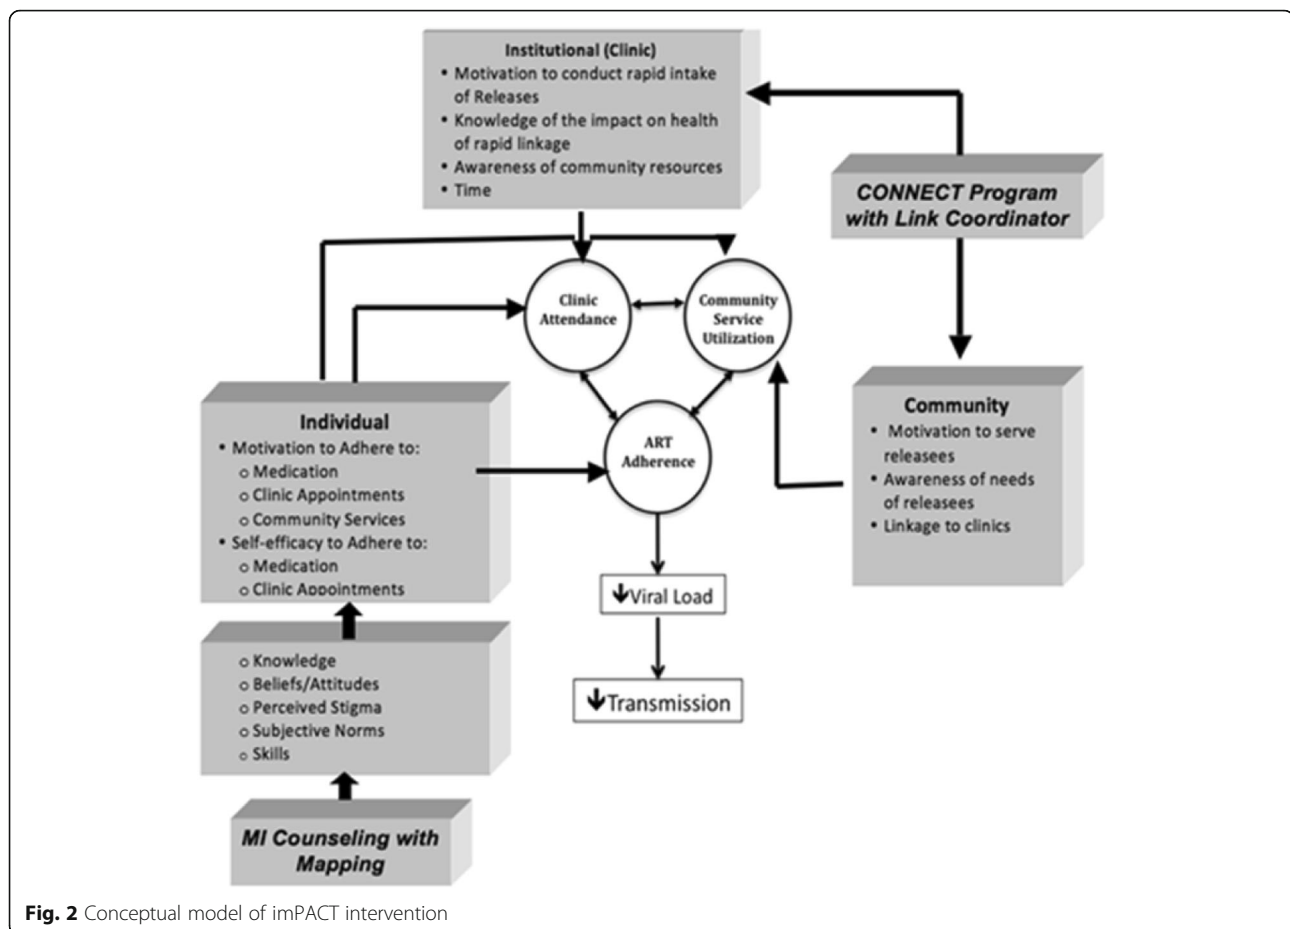 Institutional (Clinic)
• Motivation to conduct rapid intake
of Releases
• Knowledge of the impact on health
of rapid linkage
• Awareness of community resources
• Time
CONNECT Program
with Link Coordinator
Clinic
Attendance
Community
Service
Utilization
ART
Adherence
Individual
• Motivation to Adhere to:
o Medication
o Clinic Appointments
o Community Services
• Self-efficacy to Adhere to:
o Medication
o Clinic Appointments
Community
• Motivation to serve
releasees
• Awareness of needs
of releasees
• Linkage to clinics
↓Viral Load
↓Transmission
o Knowledge
o Beliefs/Attitudes
o Perceived Stigma
o Subjective Norms
o Skills
MI Counseling with
Mapping
Fig. 2 Conceptual model of imPACT intervention